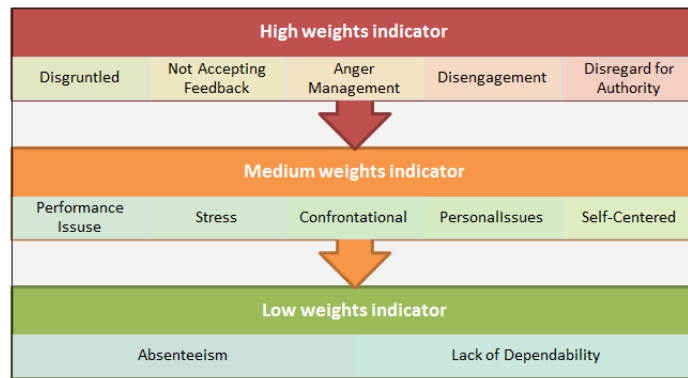 High weights indicator
Disgruntled
Not Accepting
Feedback
Anger
Management
Disengagement
Disregard for
Authority
Medium weights indicator
Performance
Issuse
Stress
Confrontational
PersonalIssues
Self-Centered
Low weights indicator
Absenteeism
Lack of Dependability